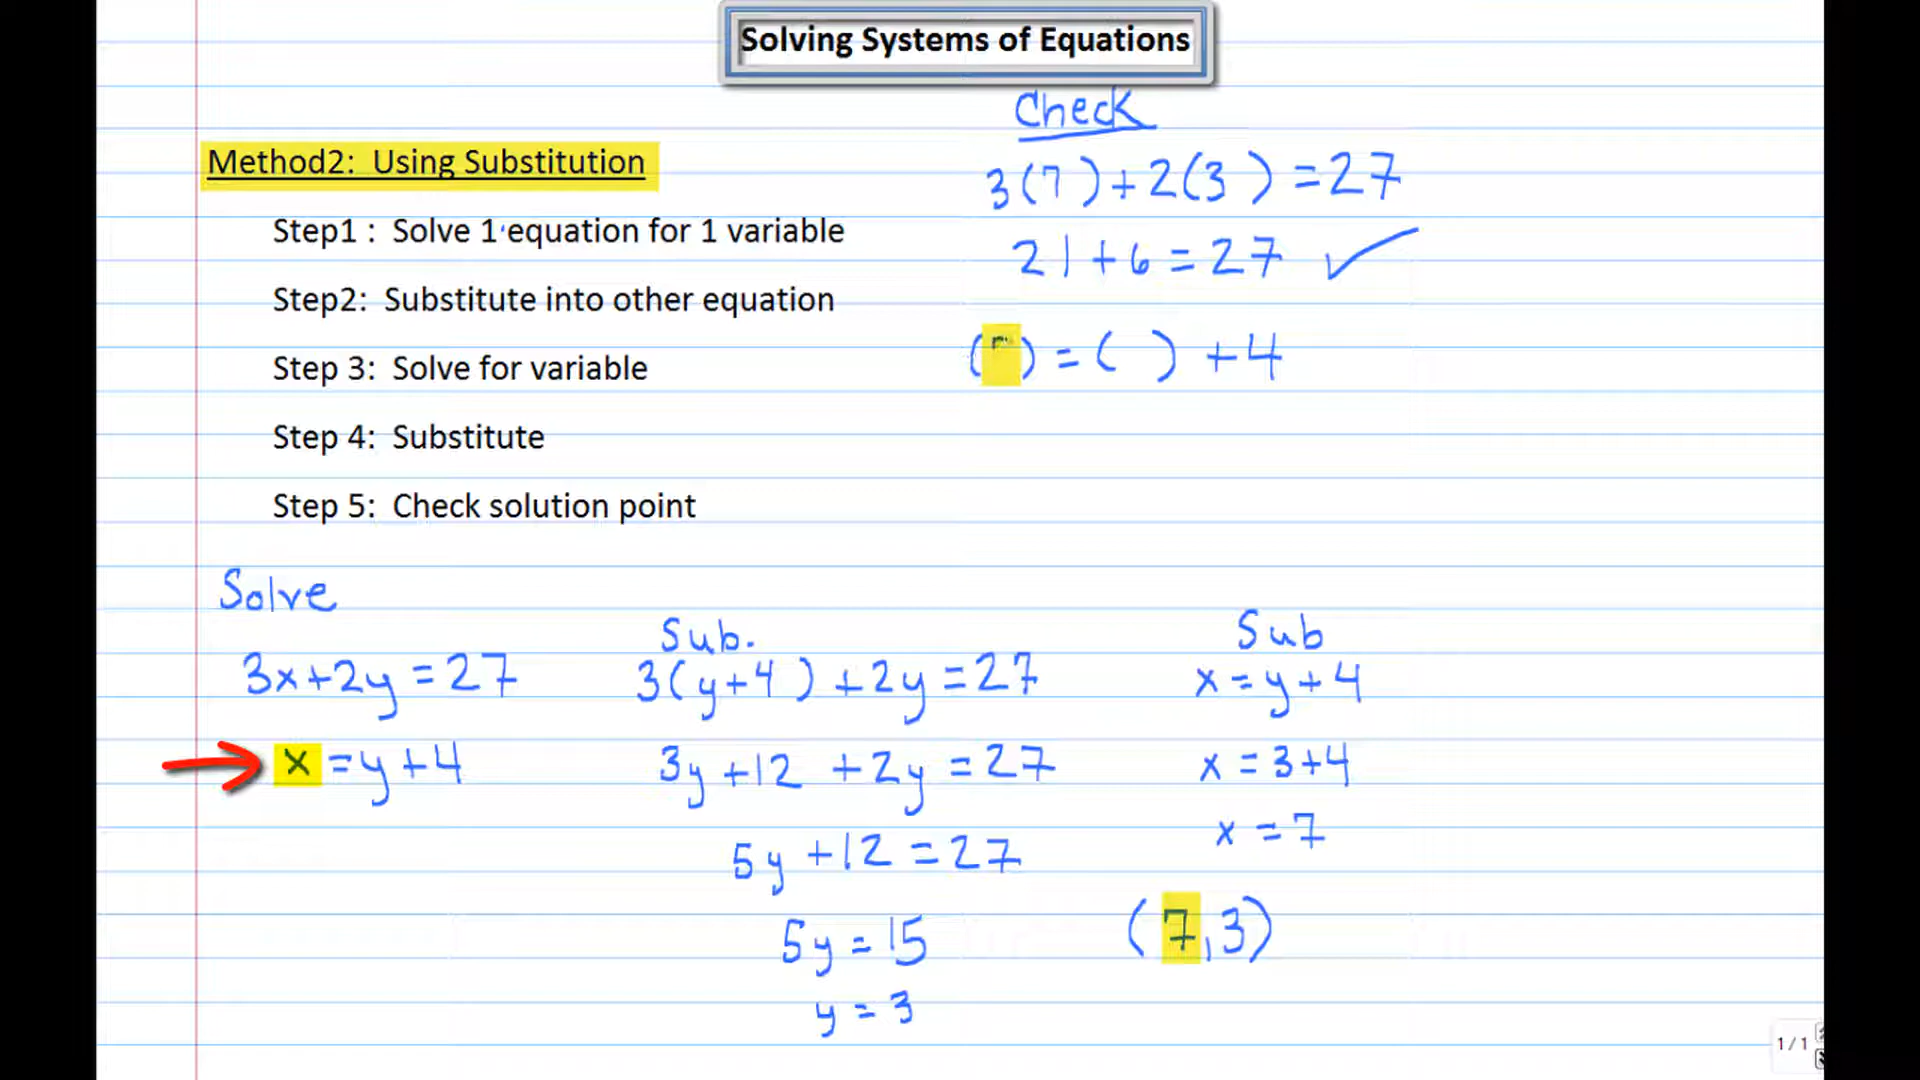 Solving Systems of Equations
Check
3(7)+2(3)=27
21+6=27 ✓
( )=( )+4
Method2: Using Substitution
Step1 : Solve 1 equation for 1 variable
Step2: Substitute into other equation
Step 3: Solve for variable
Step 4: Substitute
Step 5: Check solution point
Solve
3x+2y=27
x=y+4
Sub.
3(y+4)+2y=27
3y+12+2y=27
5y+12=27
5y=15
y=3
Sub
x=y+4
x=3+4
x=7
(7,3)
1/1